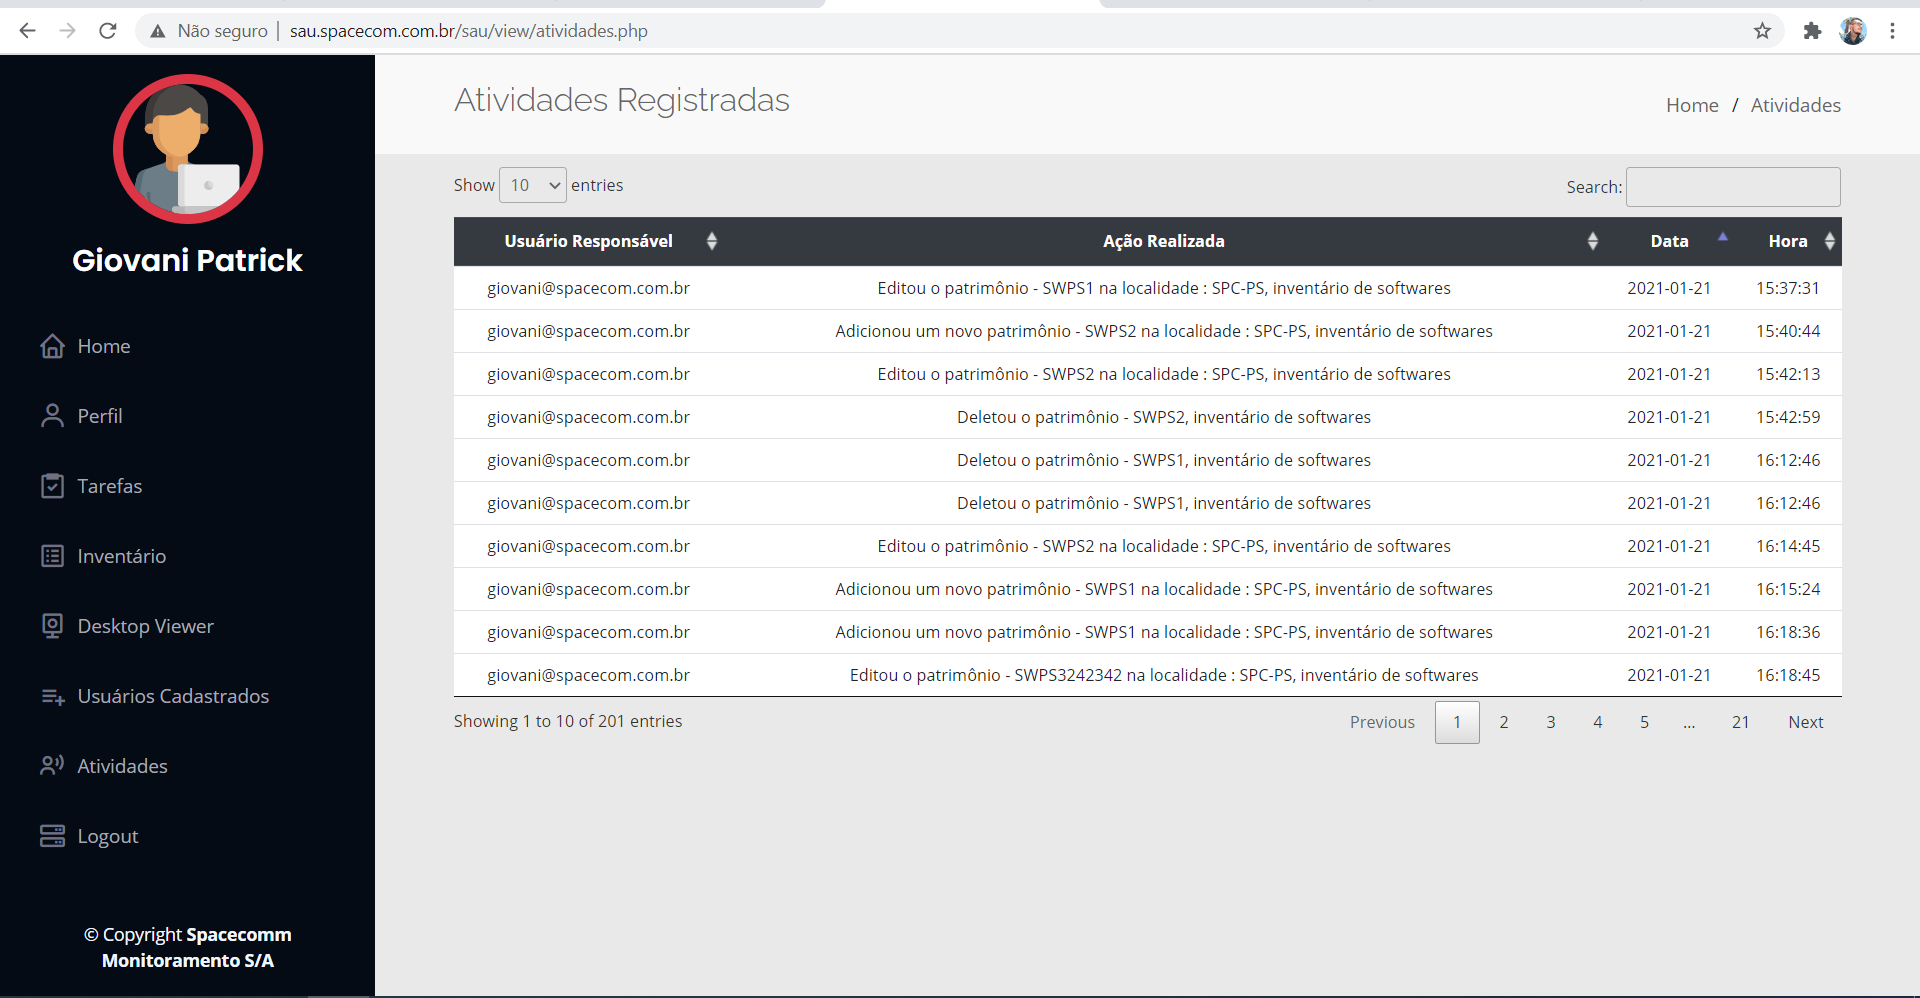 Não seguro | sau.spacecom.com.br/sau/view/atividades.php
Giovani Patrick
Home
Perfil
Tarefas
Inventário
Desktop Viewer
Usuários Cadastrados
Atividades
Logout
© Copyright Spacecomm
Monitoramento S/A
Atividades Registradas
Home / Atividades
Show 10 entries
Search:
Usuário Responsável Ação Realizada Data Hora
giovani@spacecom.com.br Editou o patrimônio - SWPS1 na localidade : SPC-PS, inventário de softwares 2021-01-21 15:37:31
giovani@spacecom.com.br Adicionou um novo patrimônio - SWPS2 na localidade : SPC-PS, inventário de softwares 2021-01-21 15:40:44
giovani@spacecom.com.br Editou o patrimônio - SWPS2 na localidade : SPC-PS, inventário de softwares 2021-01-21 15:42:13
giovani@spacecom.com.br Deletou o patrimônio - SWPS2, inventário de softwares 2021-01-21 15:42:59
giovani@spacecom.com.br Deletou o patrimônio - SWPS1, inventário de softwares 2021-01-21 16:12:46
giovani@spacecom.com.br Deletou o patrimônio - SWPS1, inventário de softwares 2021-01-21 16:12:46
giovani@spacecom.com.br Editou o patrimônio - SWPS2 na localidade : SPC-PS, inventário de softwares 2021-01-21 16:14:45
giovani@spacecom.com.br Adicionou um novo patrimônio - SWPS1 na localidade : SPC-PS, inventário de softwares 2021-01-21 16:15:24
giovani@spacecom.com.br Adicionou um novo patrimônio - SWPS1 na localidade : SPC-PS, inventário de softwares 2021-01-21 16:18:36
giovani@spacecom.com.br Editou o patrimônio - SWPS3242342 na localidade : SPC-PS, inventário de softwares 2021-01-21 16:18:45
Showing 1 to 10 of 201 entries
Previous 1 2 3 4 5 ... 21 Next